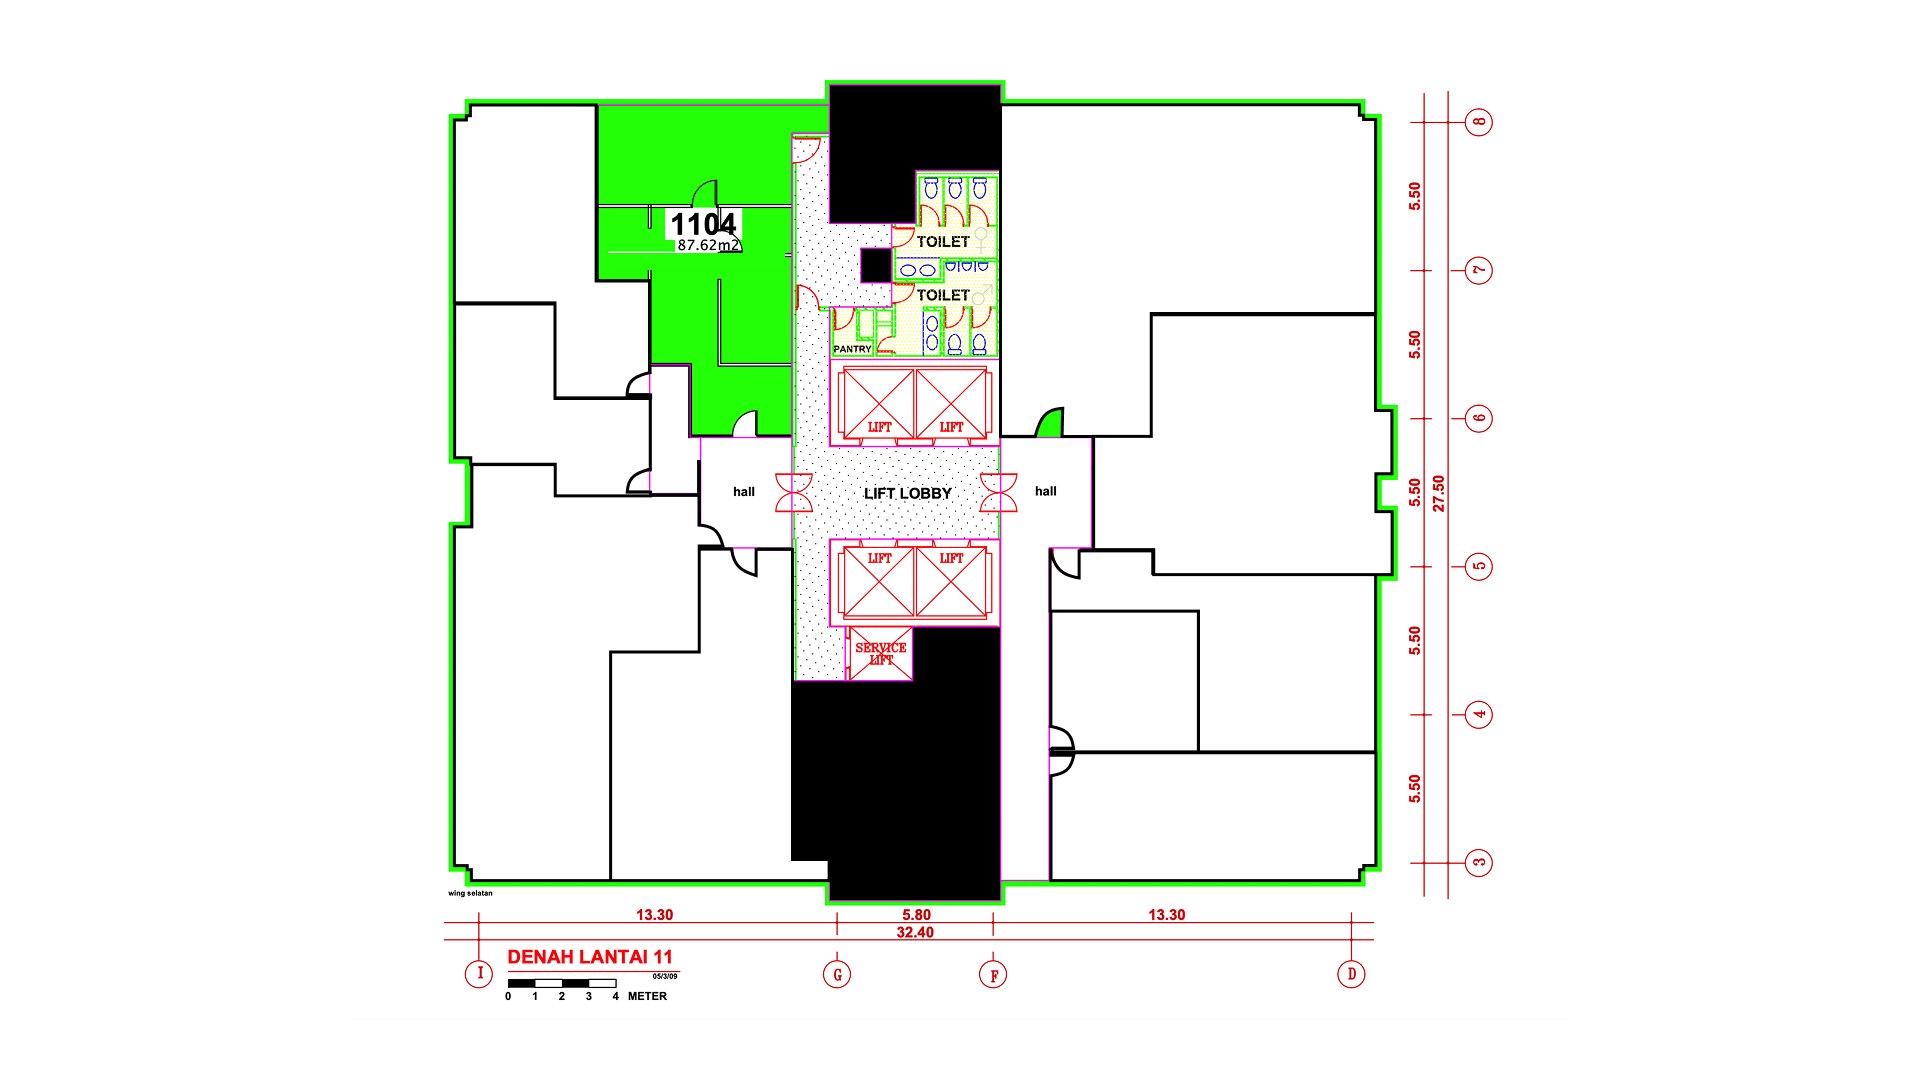 8
5.50
1104
87.62m2
TOILET
7
TOILET
5.50
PANTRY
LIFT
LIFT
6
hall
LIFT LOBBY
hall
5.50
27.50
LIFT
LIFT
5
SERVICE
LIFT
5.50
4
5.50
3
wing selatan
13.30
5.80
13.30
32.40
DENAH LANTAI 11
05/3/09
I
G
F
D
0 1 2 3 4 METER